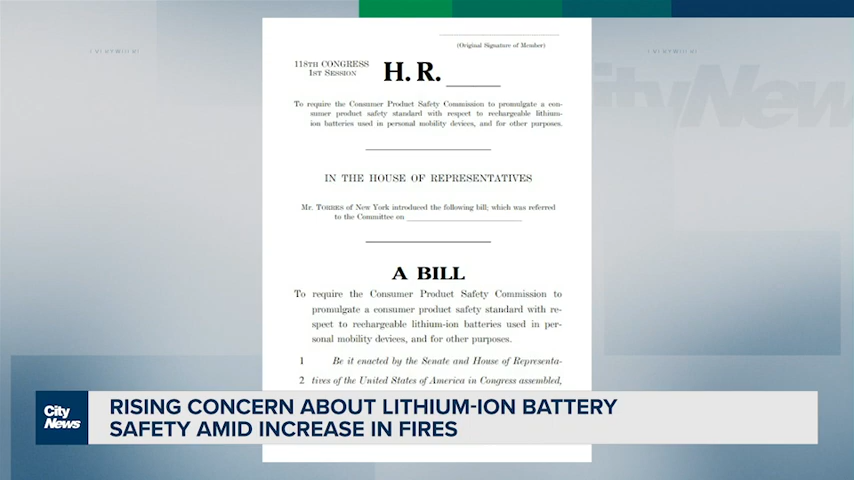 (Original Signature of Member)
118TH CONGRESS
1ST SESSION
H. R.
To require the Consumer Product Safety Commission to promulgate a con-
sumer product safety standard with respect to rechargeable lithium-
ion batteries used in personal mobility devices, and for other purposes.
IN THE HOUSE OF REPRESENTATIVES
Mr. TORRES of New York introduced the following bill; which was referred
to the Committee on
A BILL
To require the Consumer Product Safety Commission to
promulgate a consumer product safety standard with re-
spect to rechargeable lithium-ion batteries used in per-
sonal mobility devices, and for other purposes.
1 Be it enacted by the Senate and House of Representa-
2 tives of the United States of America in Congress assembled,
CityNews
City
News
RISING CONCERN ABOUT LITHIUM-ION BATTERY
SAFETY AMID INCREASE IN FIRES